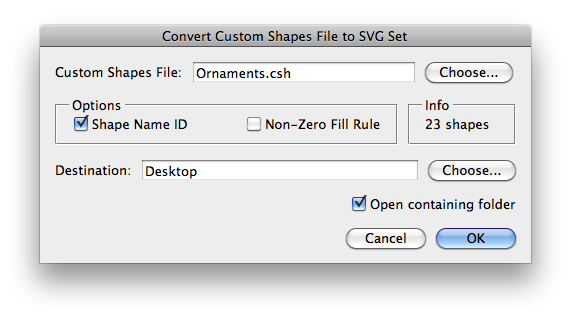 Convert Custom Shapes File to SVG Set
Custom Shapes File: Ornaments.csh Choose...
Options Info
Shape Name ID Non-Zero Fill Rule 23 shapes
Destination: Desktop Choose...
Open containing folder
Cancel OK